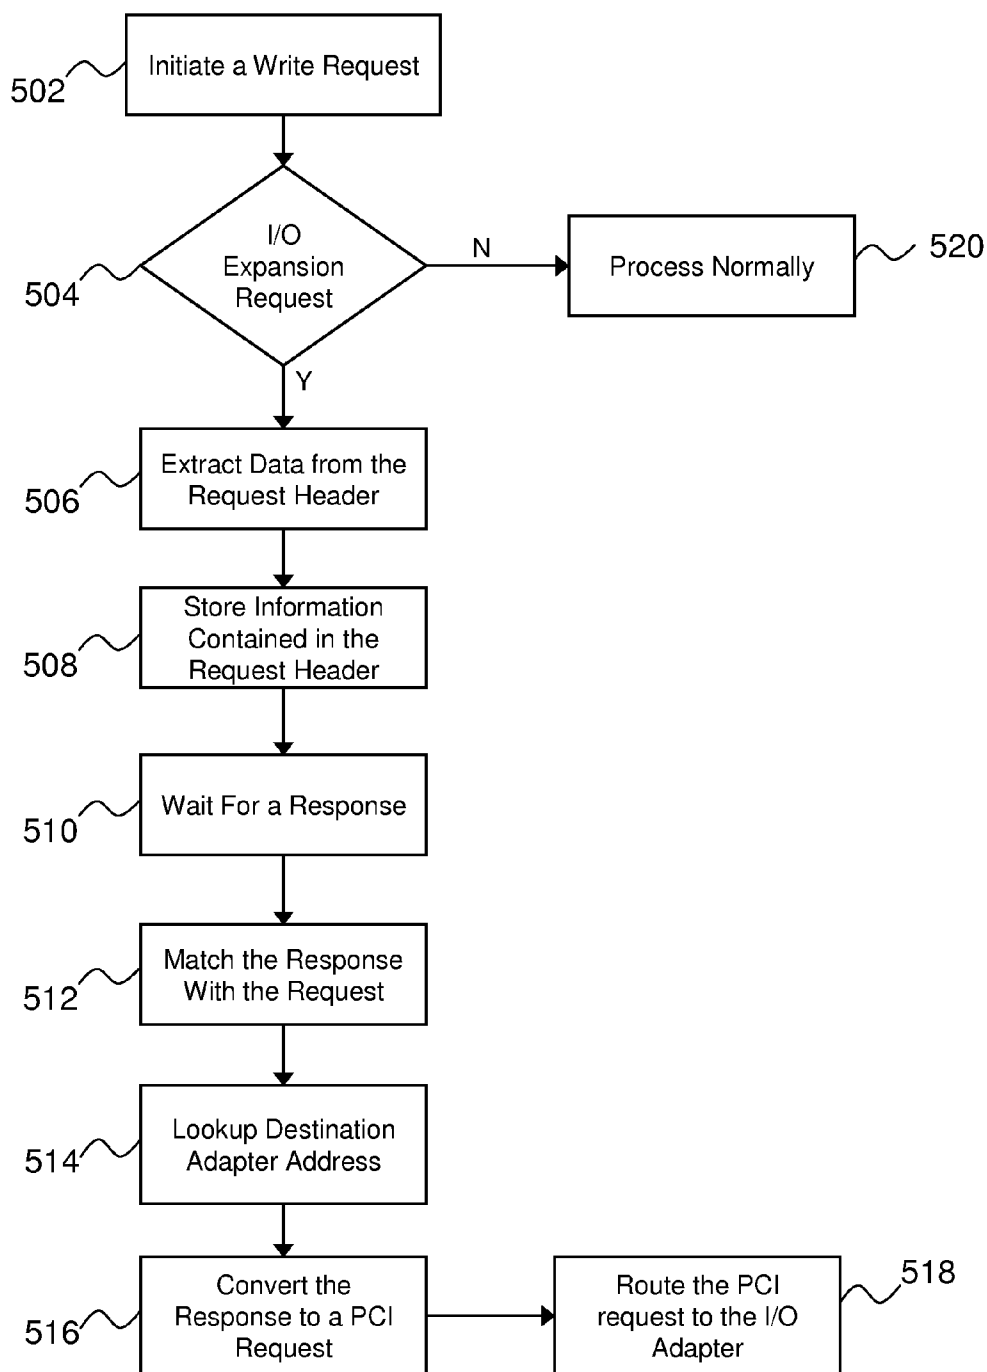 Initiate a Write Request
502
I/O
Expansion
Request
504
N
Process Normally
520
Y
Extract Data from the
Request Header
506
Store Information
Contained in the
Request Header
508
Wait For a Response
510
Match the Response
With the Request
512
Lookup Destination
Adapter Address
514
Convert the
Response to a PCI
Request
516
Route the PCI
request to the I/O
Adapter
518